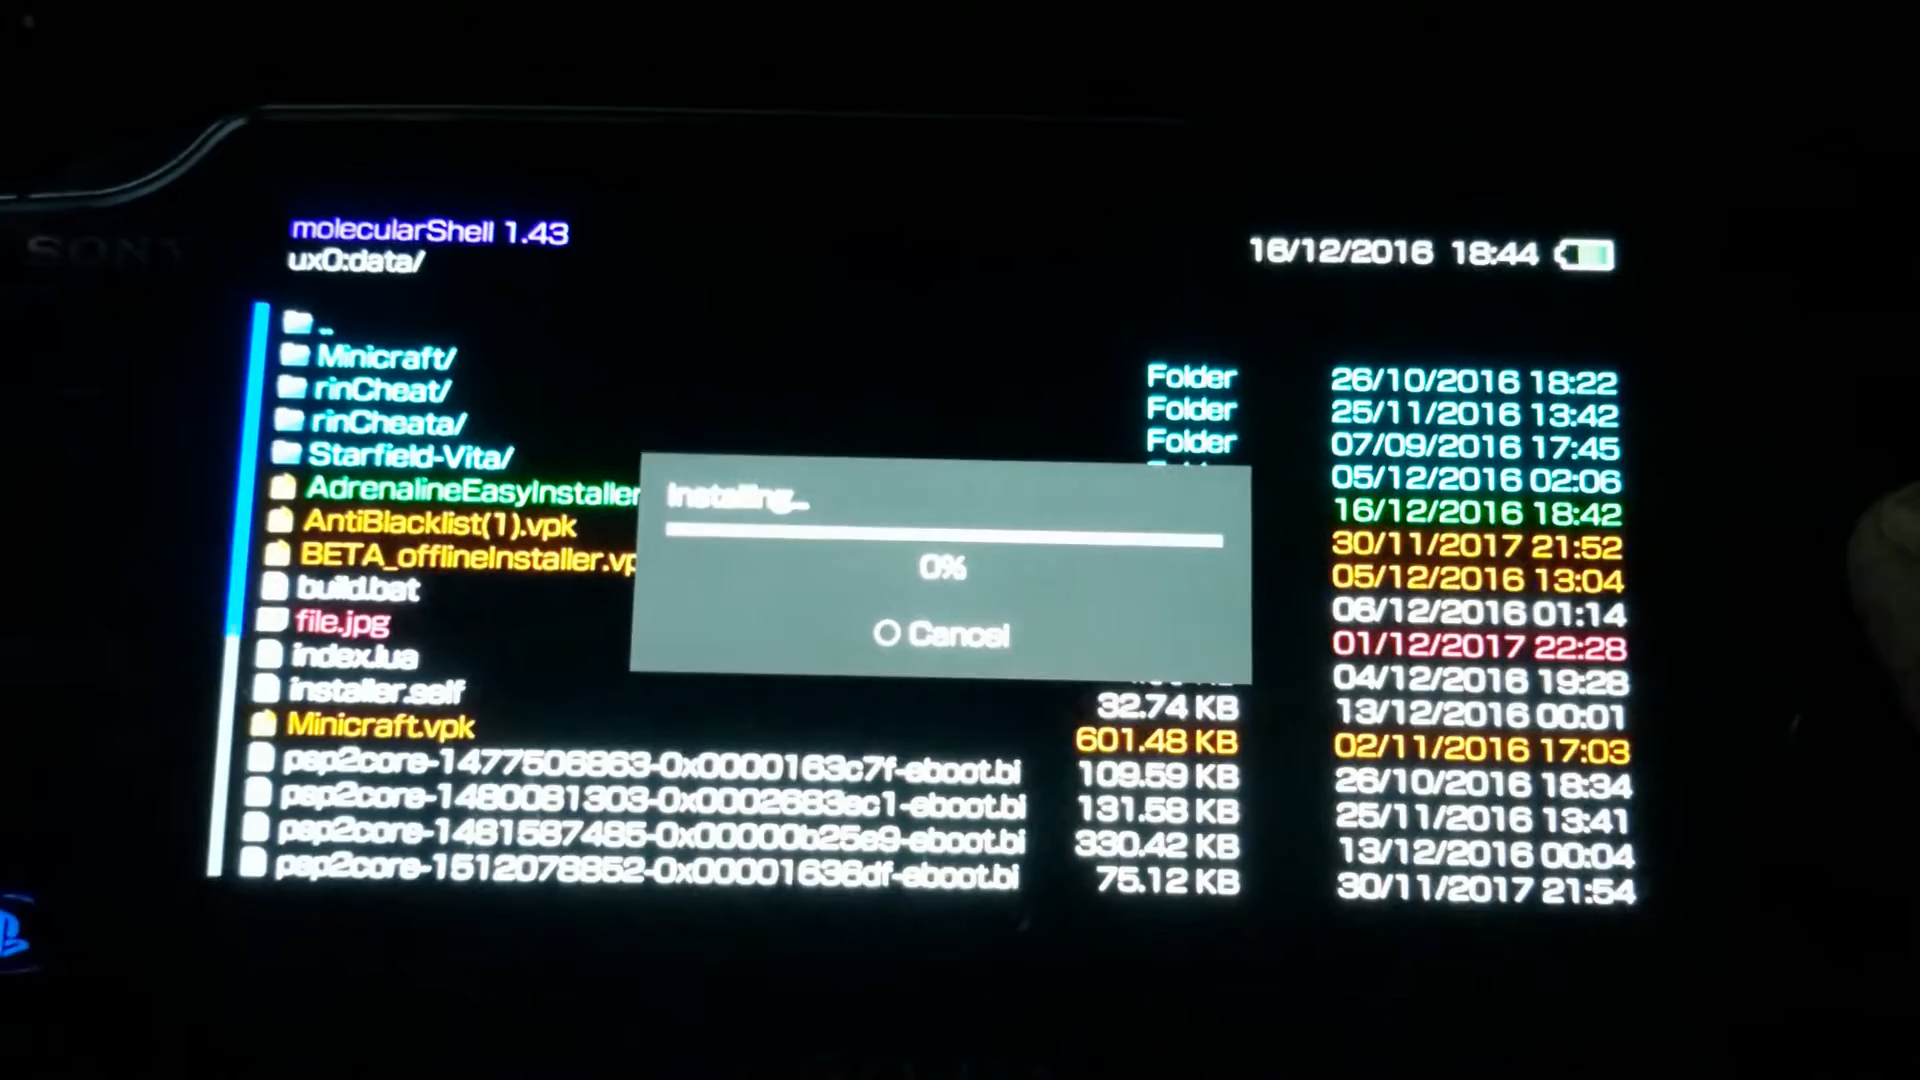 SONY
molecularShell 1.43
ux0:data/
16/12/2016 18:44
..
Minicraft/ Folder 26/10/2016 18:22
rinCheat/ Folder 25/11/2016 13:42
rinCheata/ Folder 07/09/2016 17:45
Starfield-Vita/ 05/12/2016 02:06
AdrenalineEasyInstaller 16/12/2016 18:42
AntiBlacklist(1).vpk 30/11/2017 21:52
BETA_offlineInstaller.vp 05/12/2016 13:04
build.bat 06/12/2016 01:14
file.jpg 01/12/2017 22:28
index.lua 04/12/2016 19:28
installer.self 32.74 KB 13/12/2016 00:01
Minicraft.vpk 601.48 KB 02/11/2016 17:03
psp2core-1477506863-0x0000163c7f-eboot.bi 109.59 KB 26/10/2016 18:34
psp2core-1480081303-0x0002683ec1-eboot.bi 131.58 KB 25/11/2016 13:41
psp2core-1481587485-0x00000b25e9-eboot.bi 330.42 KB 13/12/2016 00:04
psp2core-1512078852-0x00001636df-eboot.bi 75.12 KB 30/11/2017 21:54
Installing...
0%
Cancel